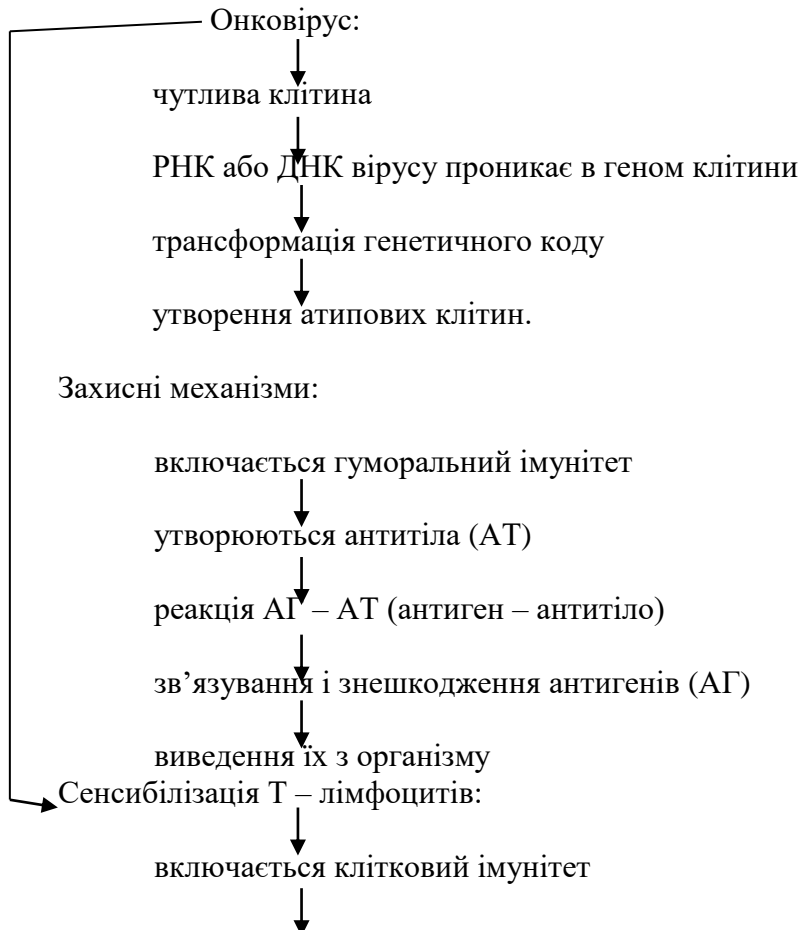 Онковірус:
чутлива клітина
РНК або ДНК вірусу проникає в геном клітини
трансформація генетичного коду
утворення атипових клітин.
Захисні механізми:
включається гуморальний імунітет
утворюються антитіла (АТ)
реакція АГ – АТ (антиген – антитіло)
зв’язування і знешкодження антигенів (АГ)
виведення їх з організму
Сенсибілізація Т – лімфоцитів:
включається клітковий імунітет